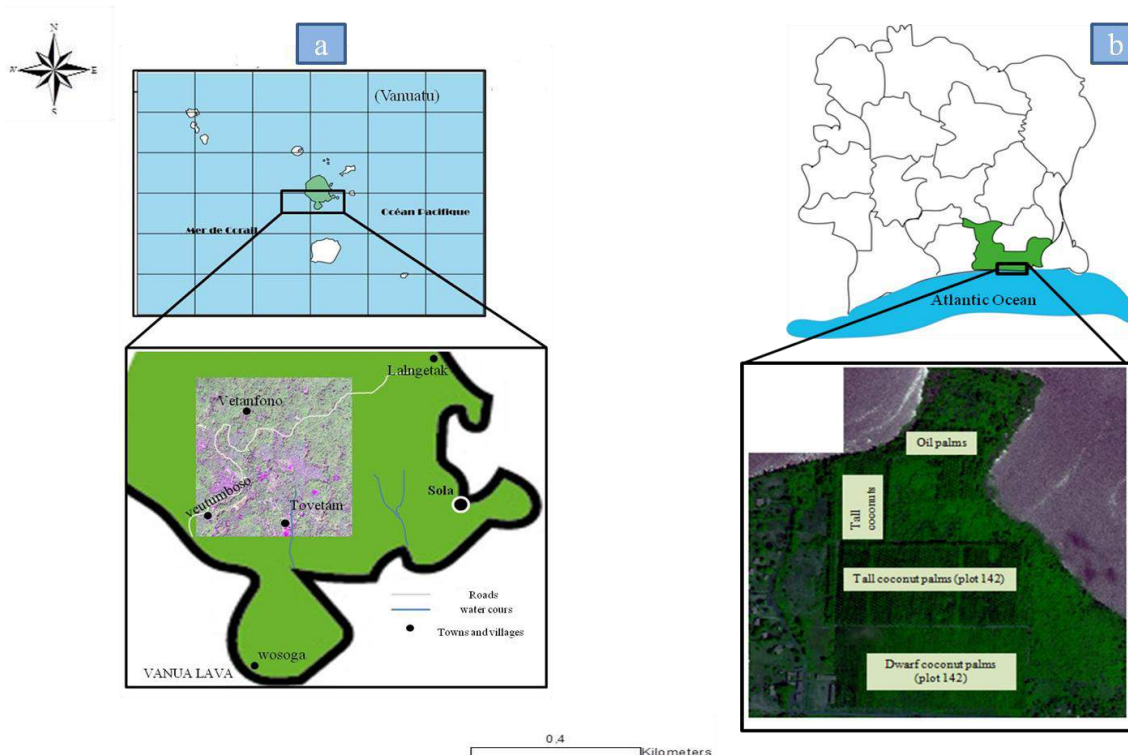 N
W
E
S
a
(Vanuatu)
Océan Pacifique
Mer de Corail
Lalngetak
Vetanfono
Sola
veutumboso
Tovetam
Roads
water cours
Towns and villages
wosoga
VANUA LAVA
b
Atlantic Ocean
Oil palms
Tall
coconuts
Tall coconut palms (plot 142)
Dwarf coconut palms
(plot 142)
0,4
Kilometers